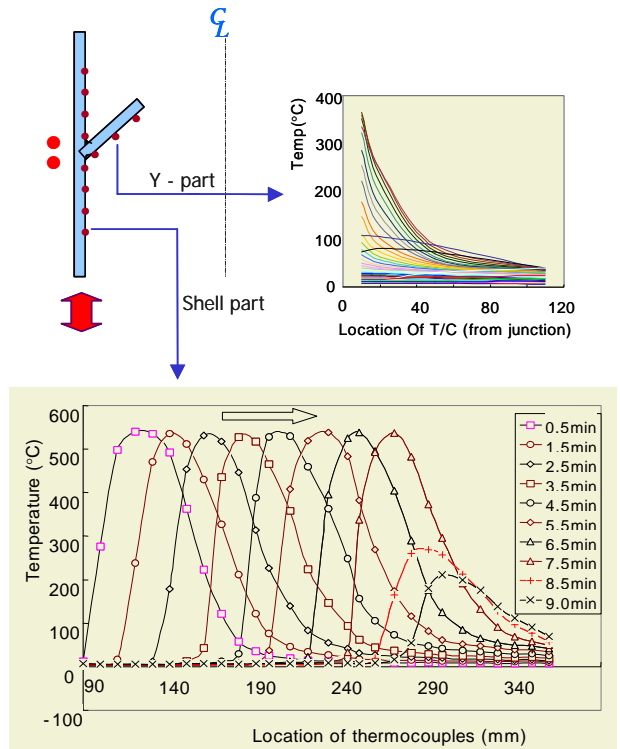 ℄
Y - part
Shell part
Temp(°C)
400
300
200
100
0
0 40 80 120
Location Of T/C (from junction)
Temperature (°C)
600
500
400
300
200
100
0
-100
90 140 190 240 290 340
Location of thermocouples (mm)
0.5min
1.5min
2.5min
3.5min
4.5min
5.5min
6.5min
7.5min
8.5min
9.0min